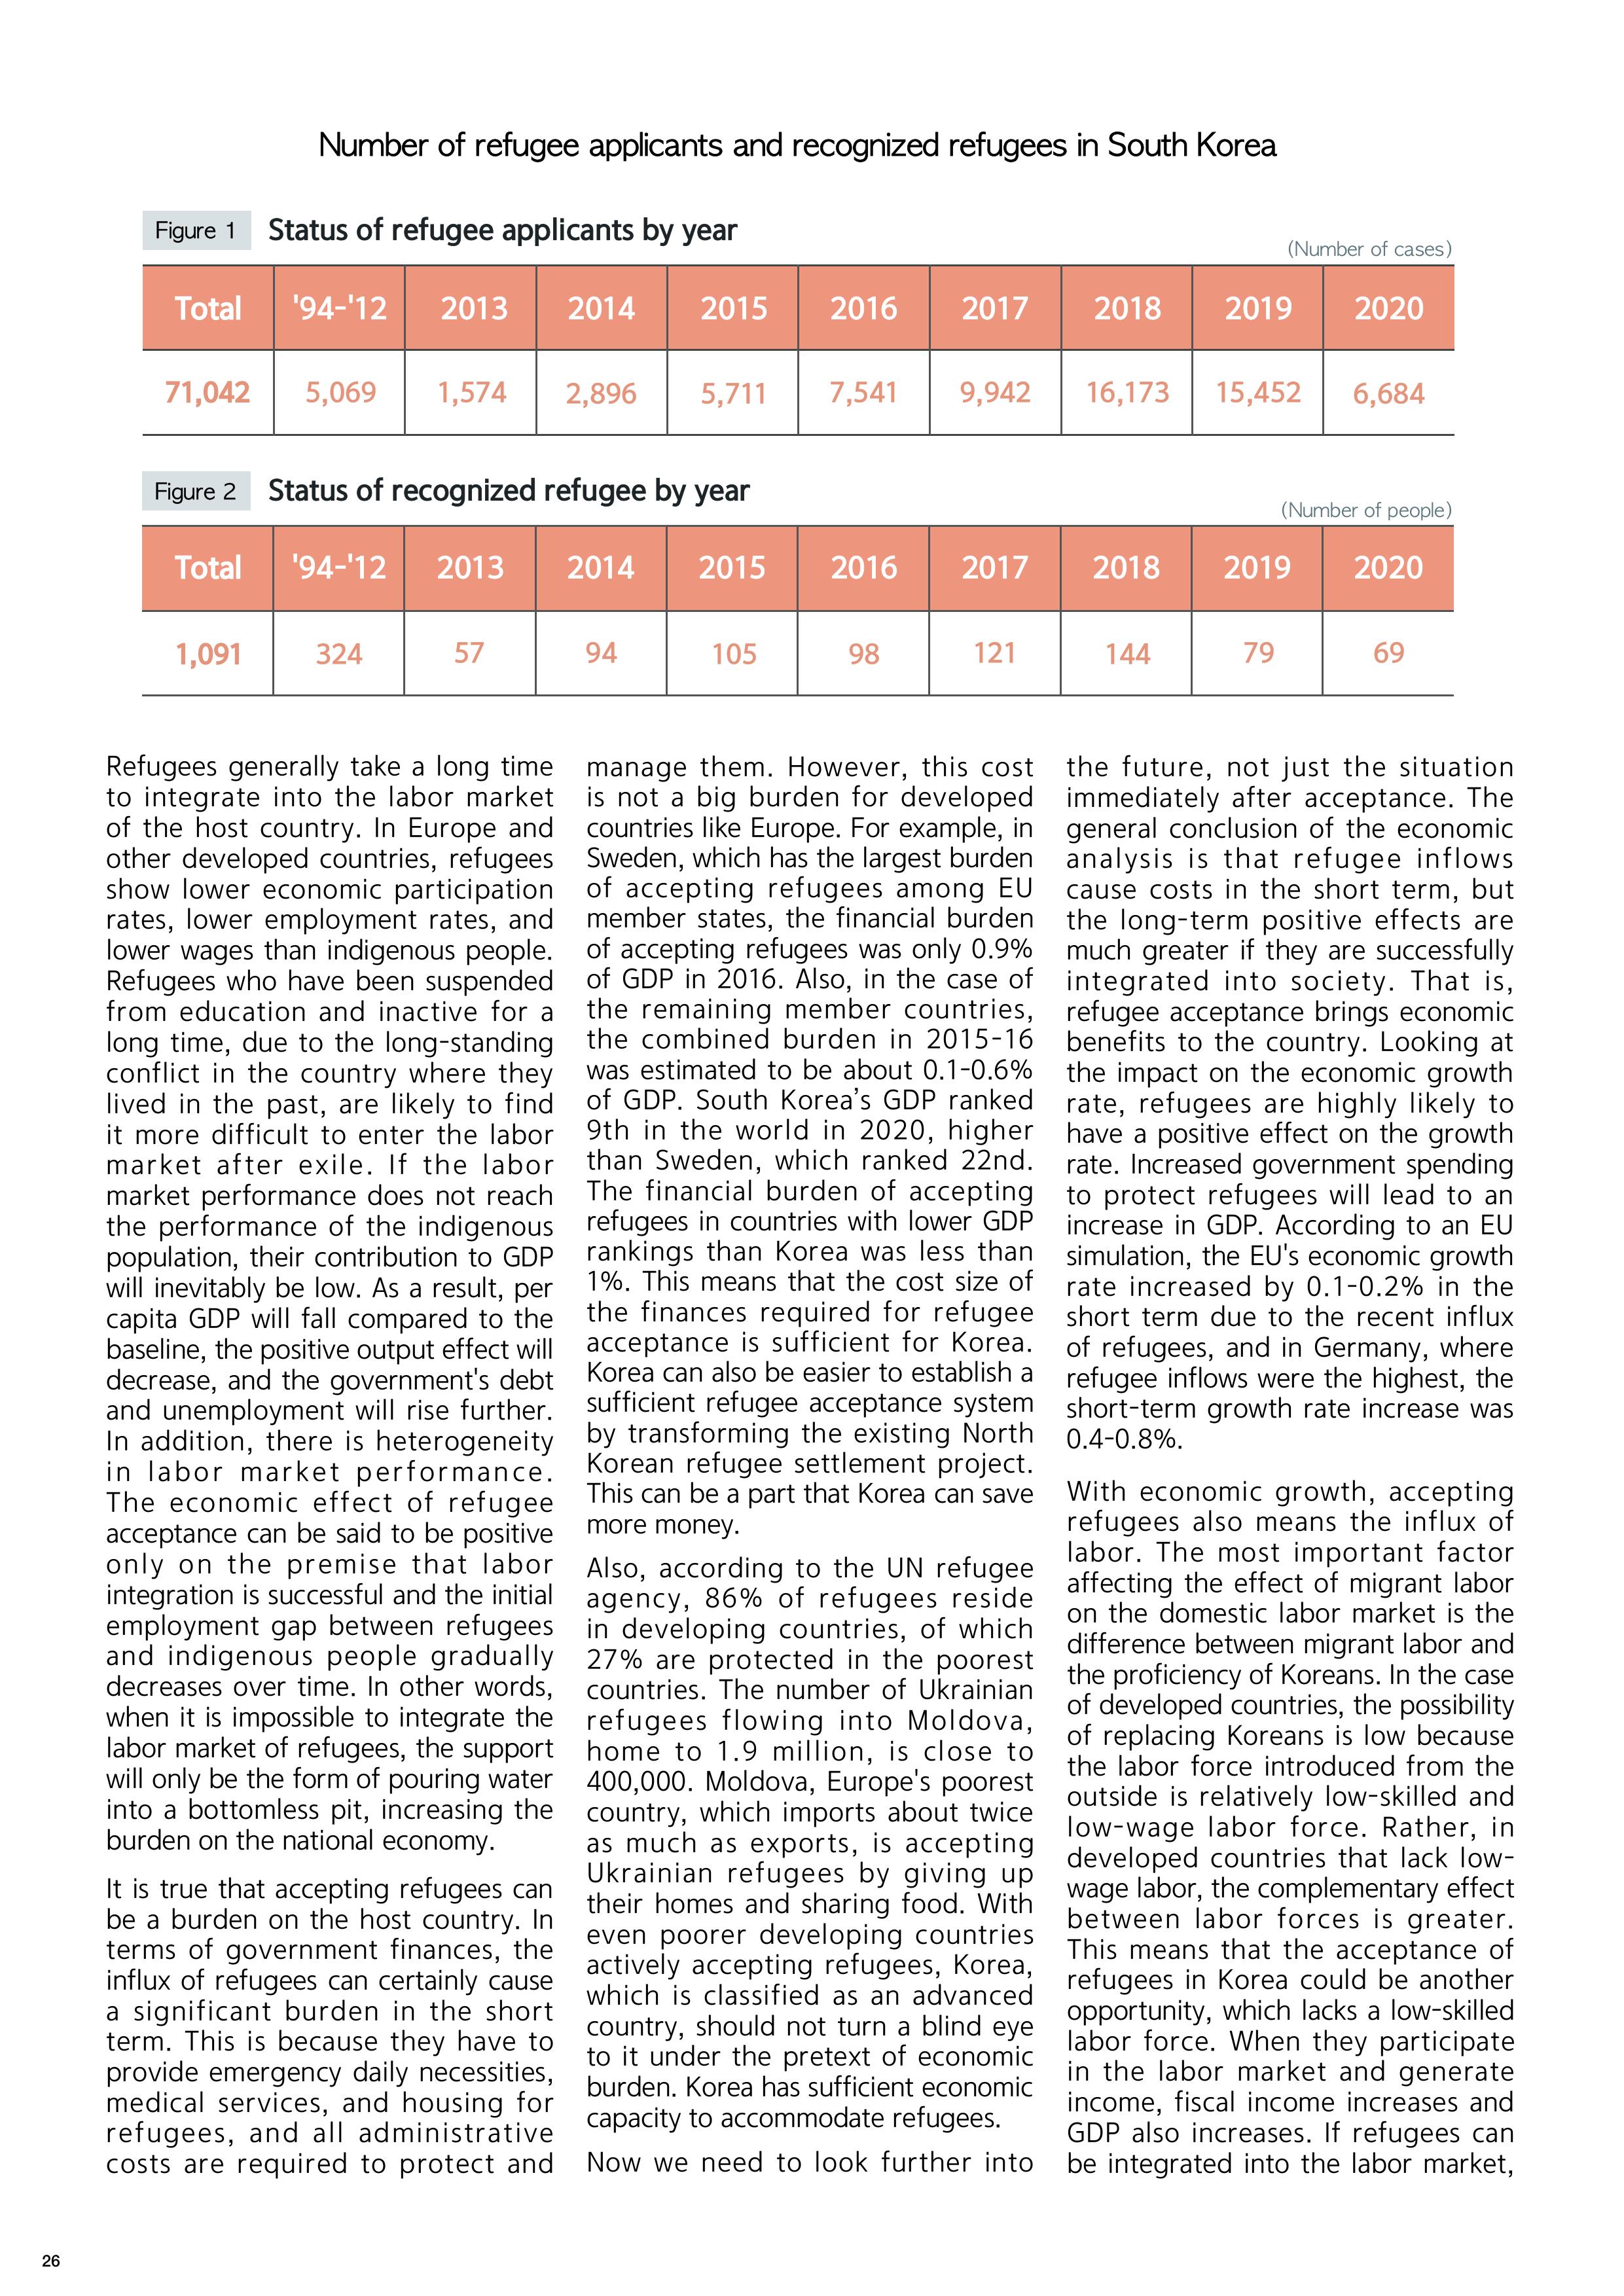 Number of refugee applicants and recognized refugees in South Korea
Figure 1 Status of refugee applicants by year
(Number of cases)
Total '94-'12 2013 2014 2015 2016 2017 2018 2019 2020
71,042 5,069 1,574 2,896 5,711 7,541 9,942 16,173 15,452 6,684
Figure 2 Status of recognized refugee by year
(Number of people)
Total '94-'12 2013 2014 2015 2016 2017 2018 2019 2020
1,091 324 57 94 105 98 121 144 79 69
Refugees generally take a long time
to integrate into the labor market
of the host country. In Europe and
other developed countries, refugees
show lower economic participation
rates, lower employment rates, and
lower wages than indigenous people.
Refugees who have been suspended
from education and inactive for a
long time, due to the long-standing
conflict in the country where they
lived in the past, are likely to find
it more difficult to enter the labor
market after exile. If the labor
market performance does not reach
the performance of the indigenous
population, their contribution to GDP
will inevitably be low. As a result, per
capita GDP will fall compared to the
baseline, the positive output effect will
decrease, and the government's debt
and unemployment will rise further.
In addition, there is heterogeneity
in labor market performance.
The economic effect of refugee
acceptance can be said to be positive
only on the premise that labor
integration is successful and the initial
employment gap between refugees
and indigenous people gradually
decreases over time. In other words,
when it is impossible to integrate the
labor market of refugees, the support
will only be the form of pouring water
into a bottomless pit, increasing the
burden on the national economy.
It is true that accepting refugees can
be a burden on the host country. In
terms of government finances, the
influx of refugees can certainly cause
a significant burden in the short
term. This is because they have to
provide emergency daily necessities,
medical services, and housing for
refugees, and all administrative
costs are required to protect and
manage them. However, this cost
is not a big burden for developed
countries like Europe. For example, in
Sweden, which has the largest burden
of accepting refugees among EU
member states, the financial burden
of accepting refugees was only 0.9%
of GDP in 2016. Also, in the case of
the remaining member countries,
the combined burden in 2015-16
was estimated to be about 0.1-0.6%
of GDP. South Korea’s GDP ranked
9th in the world in 2020, higher
than Sweden, which ranked 22nd.
The financial burden of accepting
refugees in countries with lower GDP
rankings than Korea was less than
1%. This means that the cost size of
the finances required for refugee
acceptance is sufficient for Korea.
Korea can also be easier to establish a
sufficient refugee acceptance system
by transforming the existing North
Korean refugee settlement project.
This can be a part that Korea can save
more money.
Also, according to the UN refugee
agency, 86% of refugees reside
in developing countries, of which
27% are protected in the poorest
countries. The number of Ukrainian
refugees flowing into Moldova,
home to 1.9 million, is close to
400,000. Moldova, Europe's poorest
country, which imports about twice
as much as exports, is accepting
Ukrainian refugees by giving up
their homes and sharing food. With
even poorer developing countries
actively accepting refugees, Korea,
which is classified as an advanced
country, should not turn a blind eye
to it under the pretext of economic
burden. Korea has sufficient economic
capacity to accommodate refugees.
Now we need to look further into
the future, not just the situation
immediately after acceptance. The
general conclusion of the economic
analysis is that refugee inflows
cause costs in the short term, but
the long-term positive effects are
much greater if they are successfully
integrated into society. That is,
refugee acceptance brings economic
benefits to the country. Looking at
the impact on the economic growth
rate, refugees are highly likely to
have a positive effect on the growth
rate. Increased government spending
to protect refugees will lead to an
increase in GDP. According to an EU
simulation, the EU's economic growth
rate increased by 0.1-0.2% in the
short term due to the recent influx
of refugees, and in Germany, where
refugee inflows were the highest, the
short-term growth rate increase was
0.4-0.8%.
With economic growth, accepting
refugees also means the influx of
labor. The most important factor
affecting the effect of migrant labor
on the domestic labor market is the
difference between migrant labor and
the proficiency of Koreans. In the case
of developed countries, the possibility
of replacing Koreans is low because
the labor force introduced from the
outside is relatively low-skilled and
low-wage labor force. Rather, in
developed countries that lack low-
wage labor, the complementary effect
between labor forces is greater.
This means that the acceptance of
refugees in Korea could be another
opportunity, which lacks a low-skilled
labor force. When they participate
in the labor market and generate
income, fiscal income increases and
GDP also increases. If refugees can
be integrated into the labor market,
26